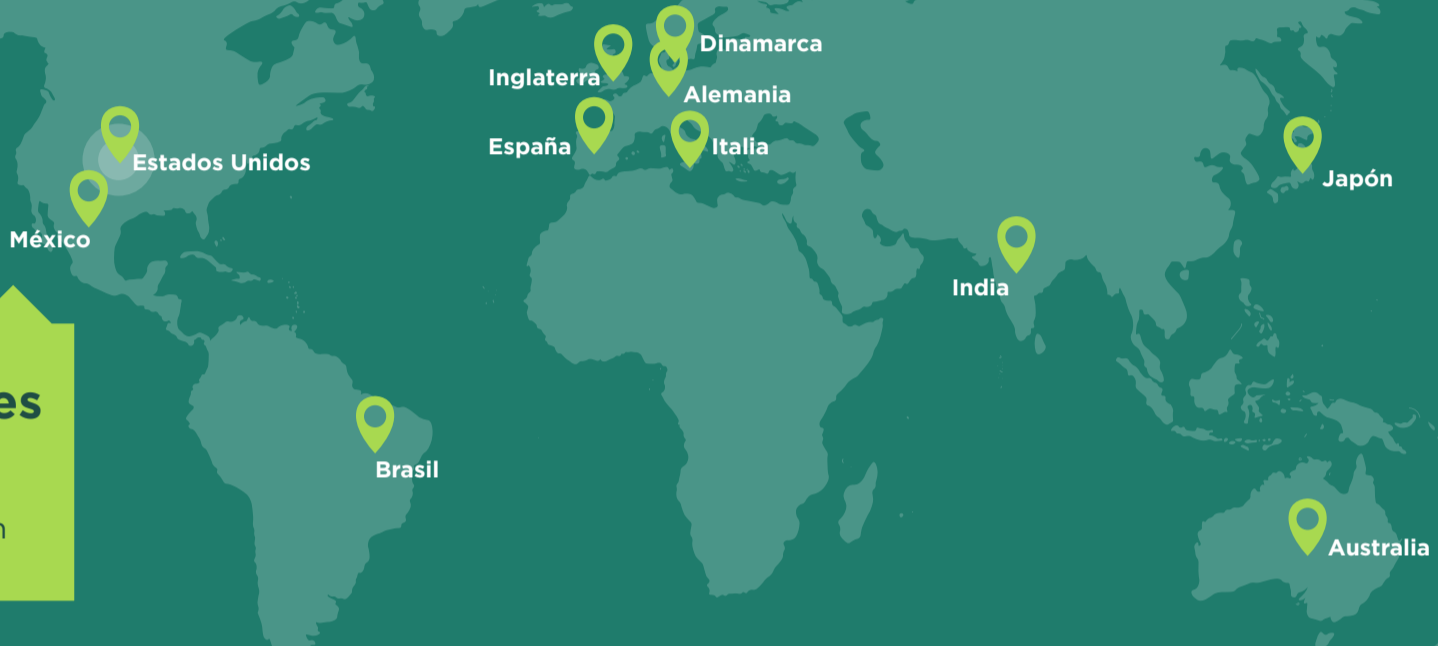 Dinamarca
Inglaterra
Alemania
España
Italia
Estados Unidos
Japón
México
India
es
Brasil
n
Australia